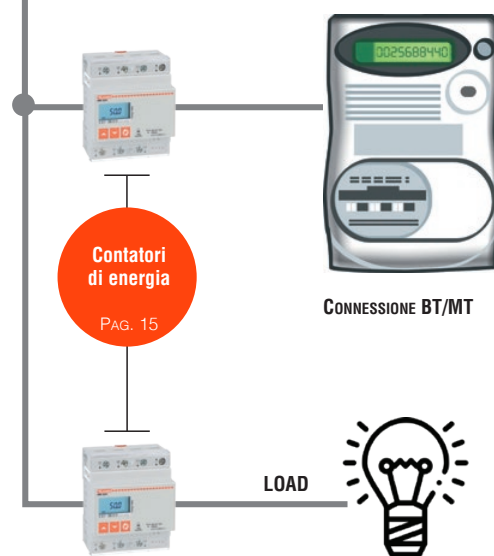 0025688440
Contatori
di energia
PAG. 15
CONNESSIONE BT/MT
LOAD